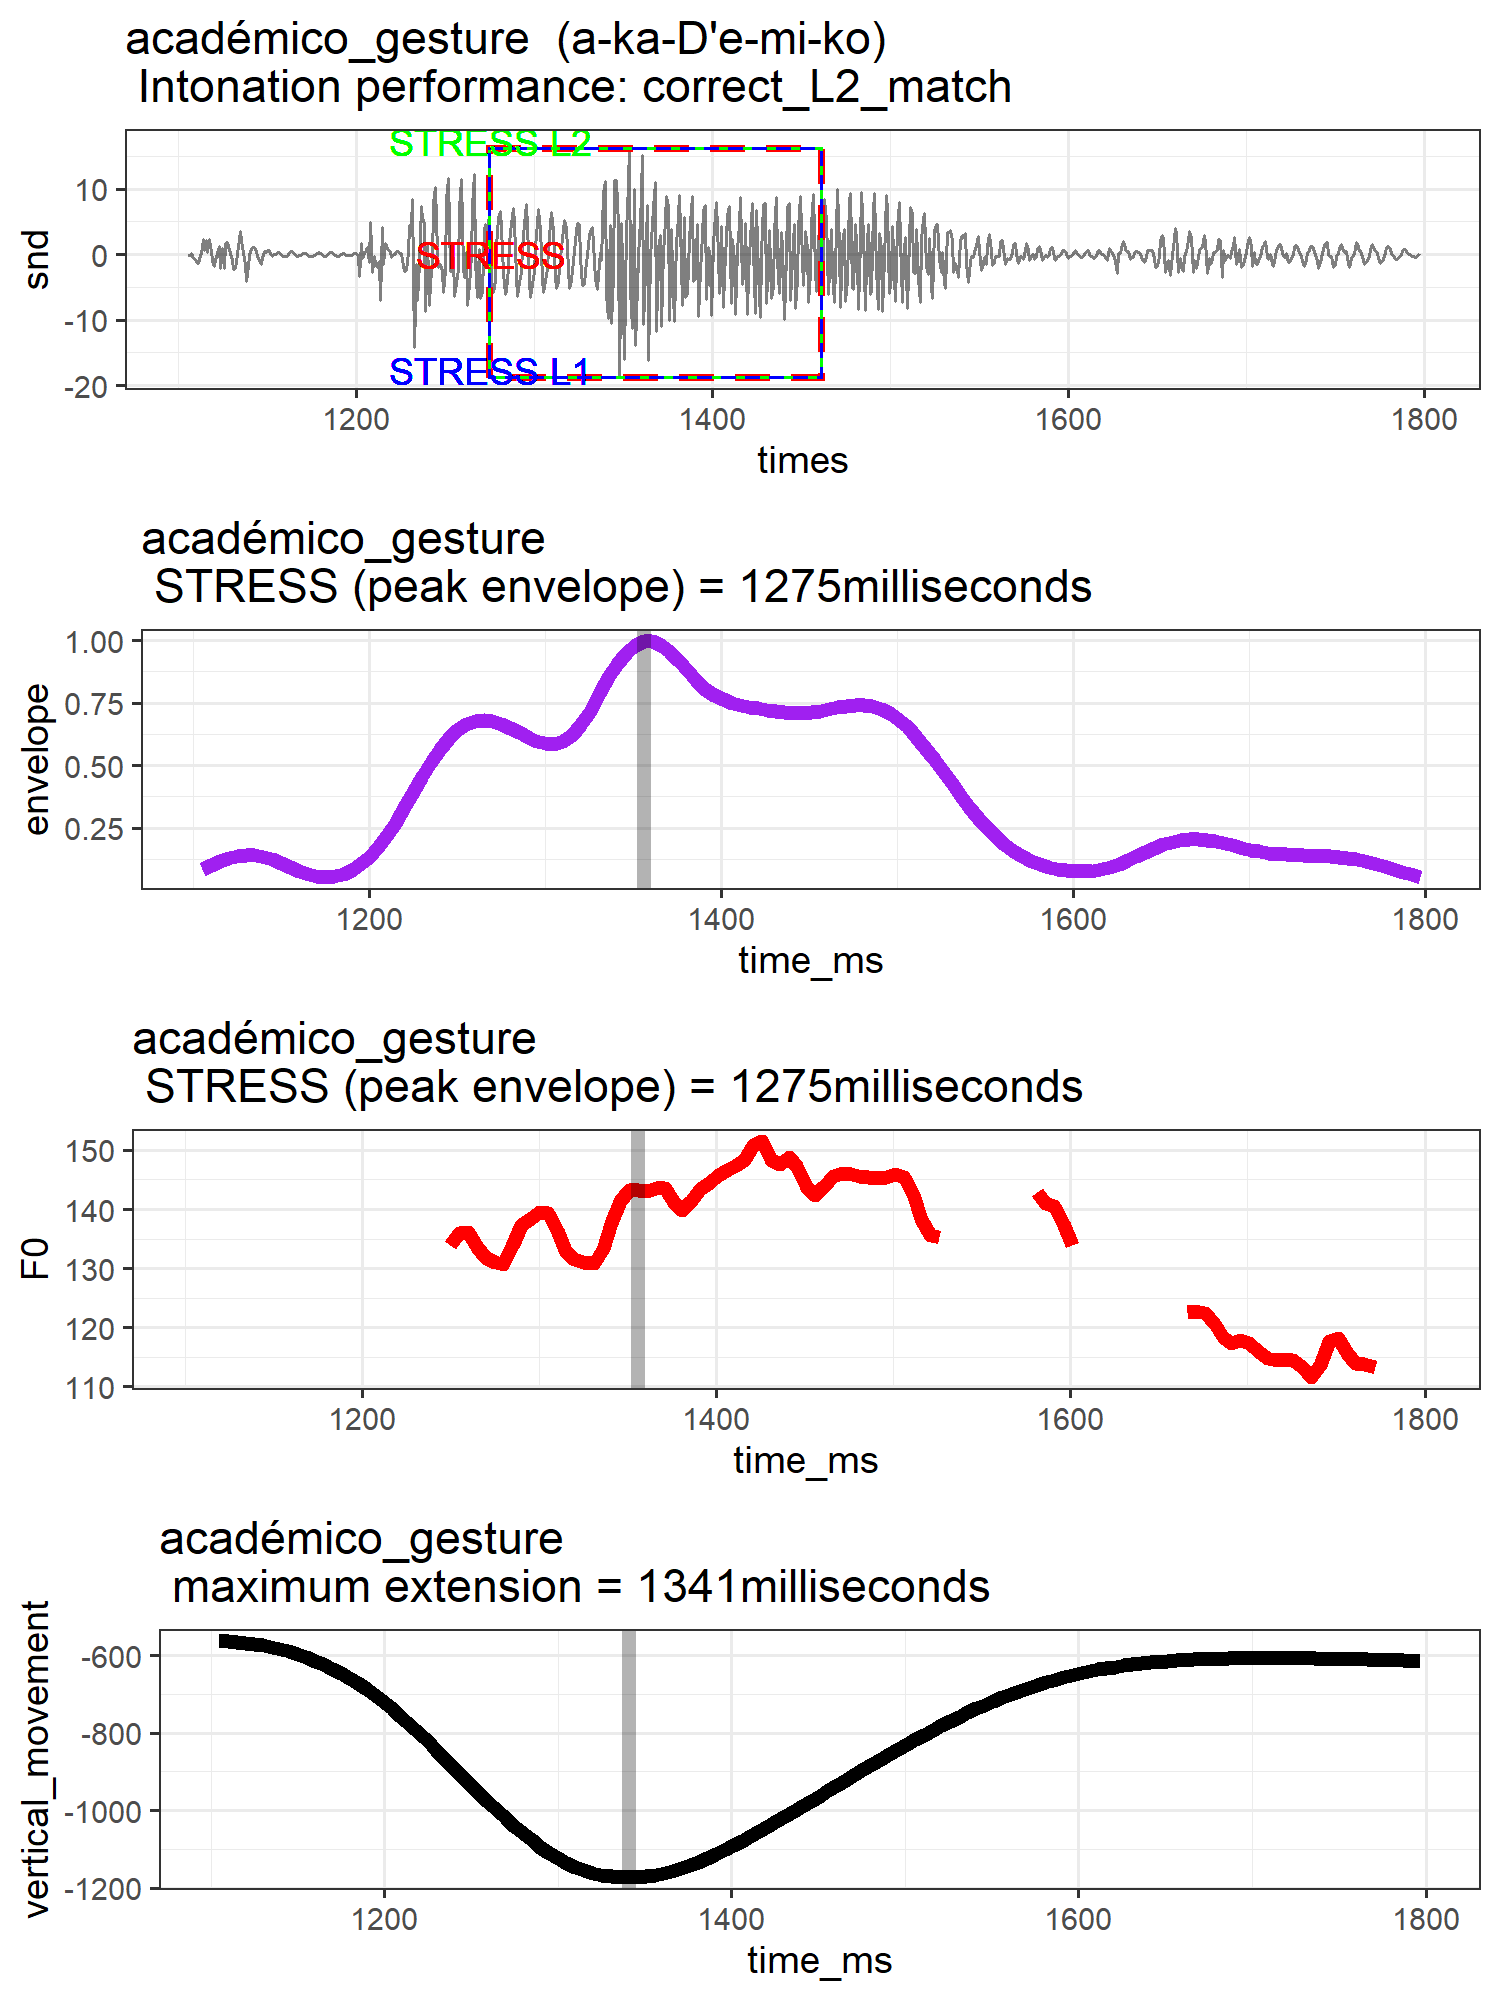 académico_gesture  (a-ka-D'e-mi-ko)
Intonation performance: correct_L2_match
snd
10
0
-10
-20
STRESS L2
STRESS
STRESS L1
1200 1400 1600 1800
times
académico_gesture
STRESS (peak envelope) = 1275milliseconds
envelope
1.00
0.75
0.50
0.25
1200 1400 1600 1800
time_ms
académico_gesture
STRESS (peak envelope) = 1275milliseconds
F0
150
140
130
120
110
1200 1400 1600 1800
time_ms
académico_gesture
maximum extension = 1341milliseconds
vertical_movement
-600
-800
-1000
-1200
1200 1400 1600 1800
time_ms